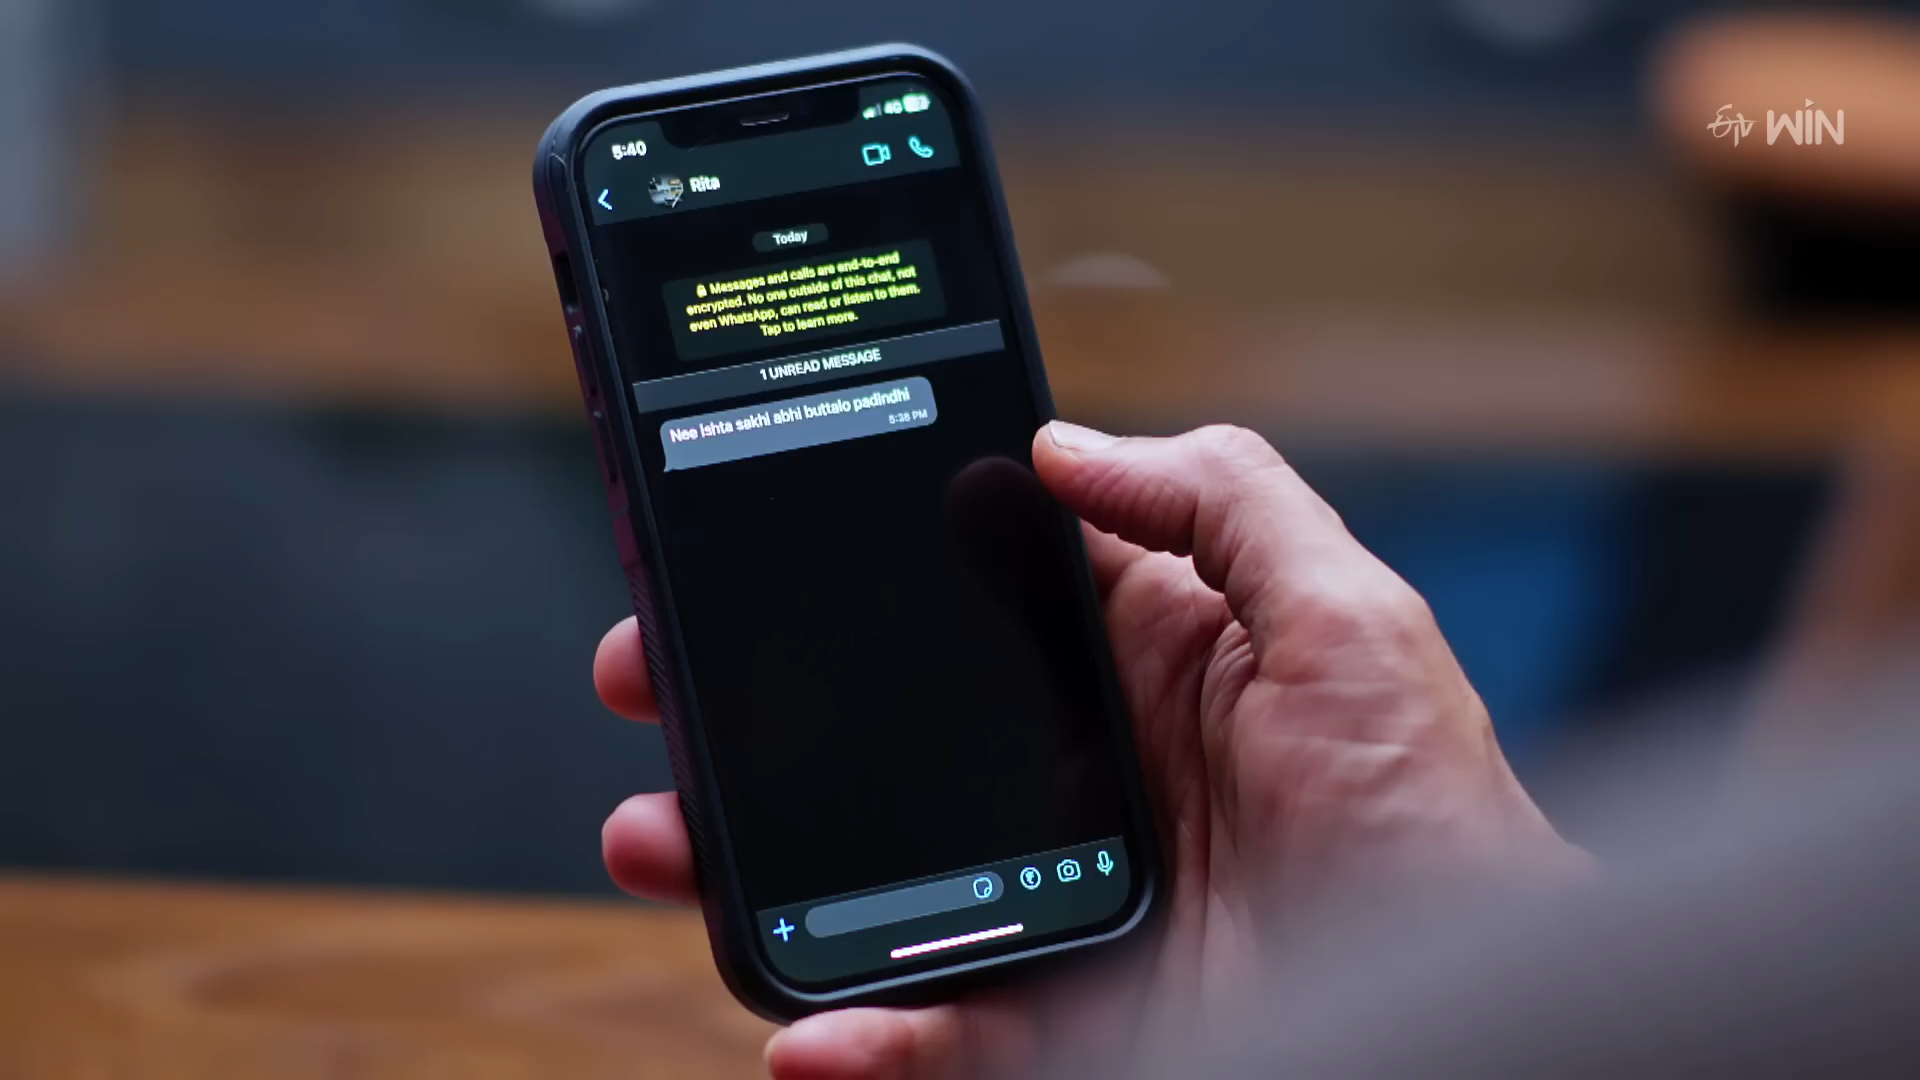 ETV WIN
5:40
4G
Rita
Today
Messages and calls are end-to-end
encrypted. No one outside of this chat, not
even WhatsApp, can read or listen to them.
Tap to learn more.
1 UNREAD MESSAGE
Nee ishta sakhi abhi buttalo padindhi
5:38 PM